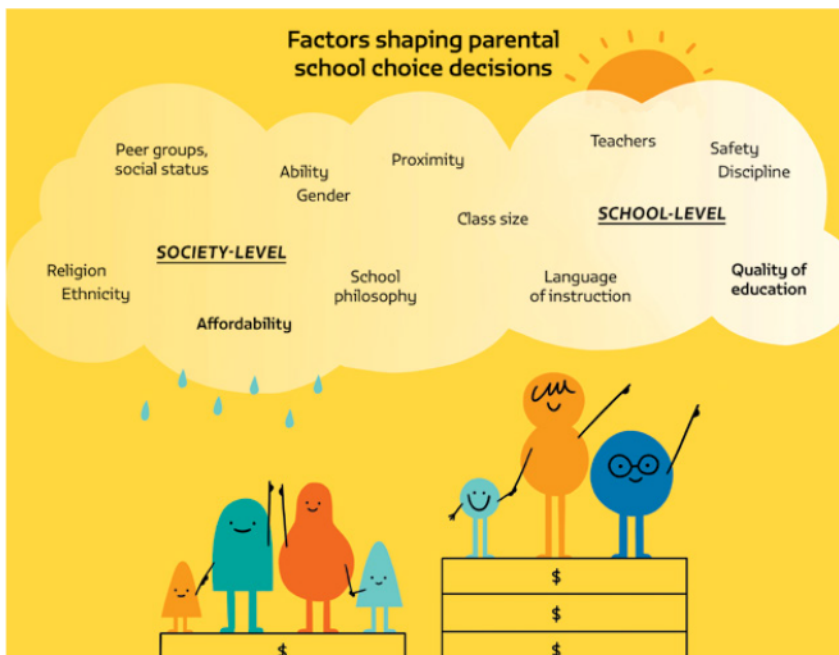 Factors shaping parental
school choice decisions
Peer groups,
social status
Ability
Gender
Proximity
Teachers
Safety
Discipline
Class size
SCHOOL-LEVEL
SOCIETY-LEVEL
Religion
Ethnicity
School
philosophy
Language
of instruction
Quality of
education
Affordability
$
$
$
$